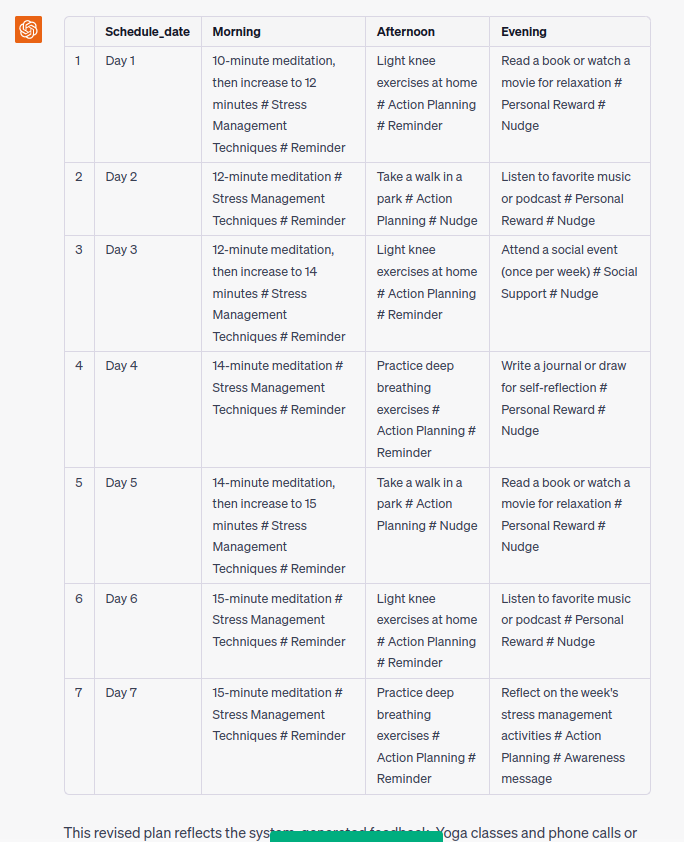 Schedule_date Morning Afternoon Evening
1 Day 1 10-minute meditation, Light knee Read a book or watch a
then increase to 12 exercises at home movie for relaxation #
minutes # Stress # Action Planning Personal Reward #
Management # Reminder Nudge
Techniques # Reminder
2 Day 2 12-minute meditation # Take a walk in a Listen to favorite music
Stress Management park # Action or podcast # Personal
Techniques # Reminder Planning # Nudge Reward # Nudge
3 Day 3 12-minute meditation, Light knee Attend a social event
then increase to 14 exercises at home (once per week) # Social
minutes # Stress # Action Planning Support # Nudge
Management # Reminder
Techniques # Reminder
4 Day 4 14-minute meditation # Practice deep Write a journal or draw
Stress Management breathing for self-reflection #
Techniques # Reminder exercises # Personal Reward #
Action Planning # Nudge
Reminder
5 Day 5 14-minute meditation, Take a walk in a Read a book or watch a
then increase to 15 park # Action movie for relaxation #
minutes # Stress Planning # Nudge Personal Reward #
Management Nudge
Techniques # Reminder
6 Day 6 15-minute meditation # Light knee Listen to favorite music
Stress Management exercises at home or podcast # Personal
Techniques # Reminder # Action Planning Reward # Nudge
# Reminder
7 Day 7 15-minute meditation # Practice deep Reflect on the week's
Stress Management breathing stress management
Techniques # Reminder exercises # activities # Action
Action Planning # Planning # Awareness
Reminder message
This revised plan reflects the system-generated feedback. Yoga classes and phone calls or